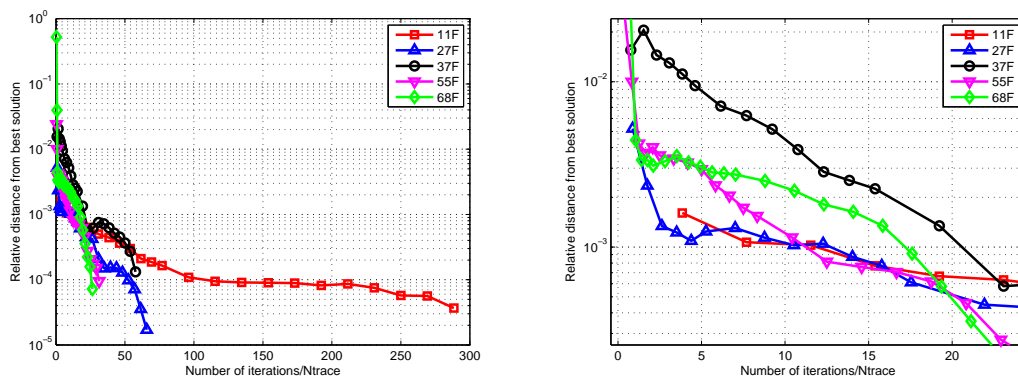 10^0
10^-1
10^-2
10^-3
10^-4
10^-5
Relative distance from best solution
0 50 100 150 200 250 300
Number of iterations/Ntrace
11F
27F
37F
55F
68F
10^-2
10^-3
Relative distance from best solution
0 5 10 15 20
Number of iterations/Ntrace
11F
27F
37F
55F
68F